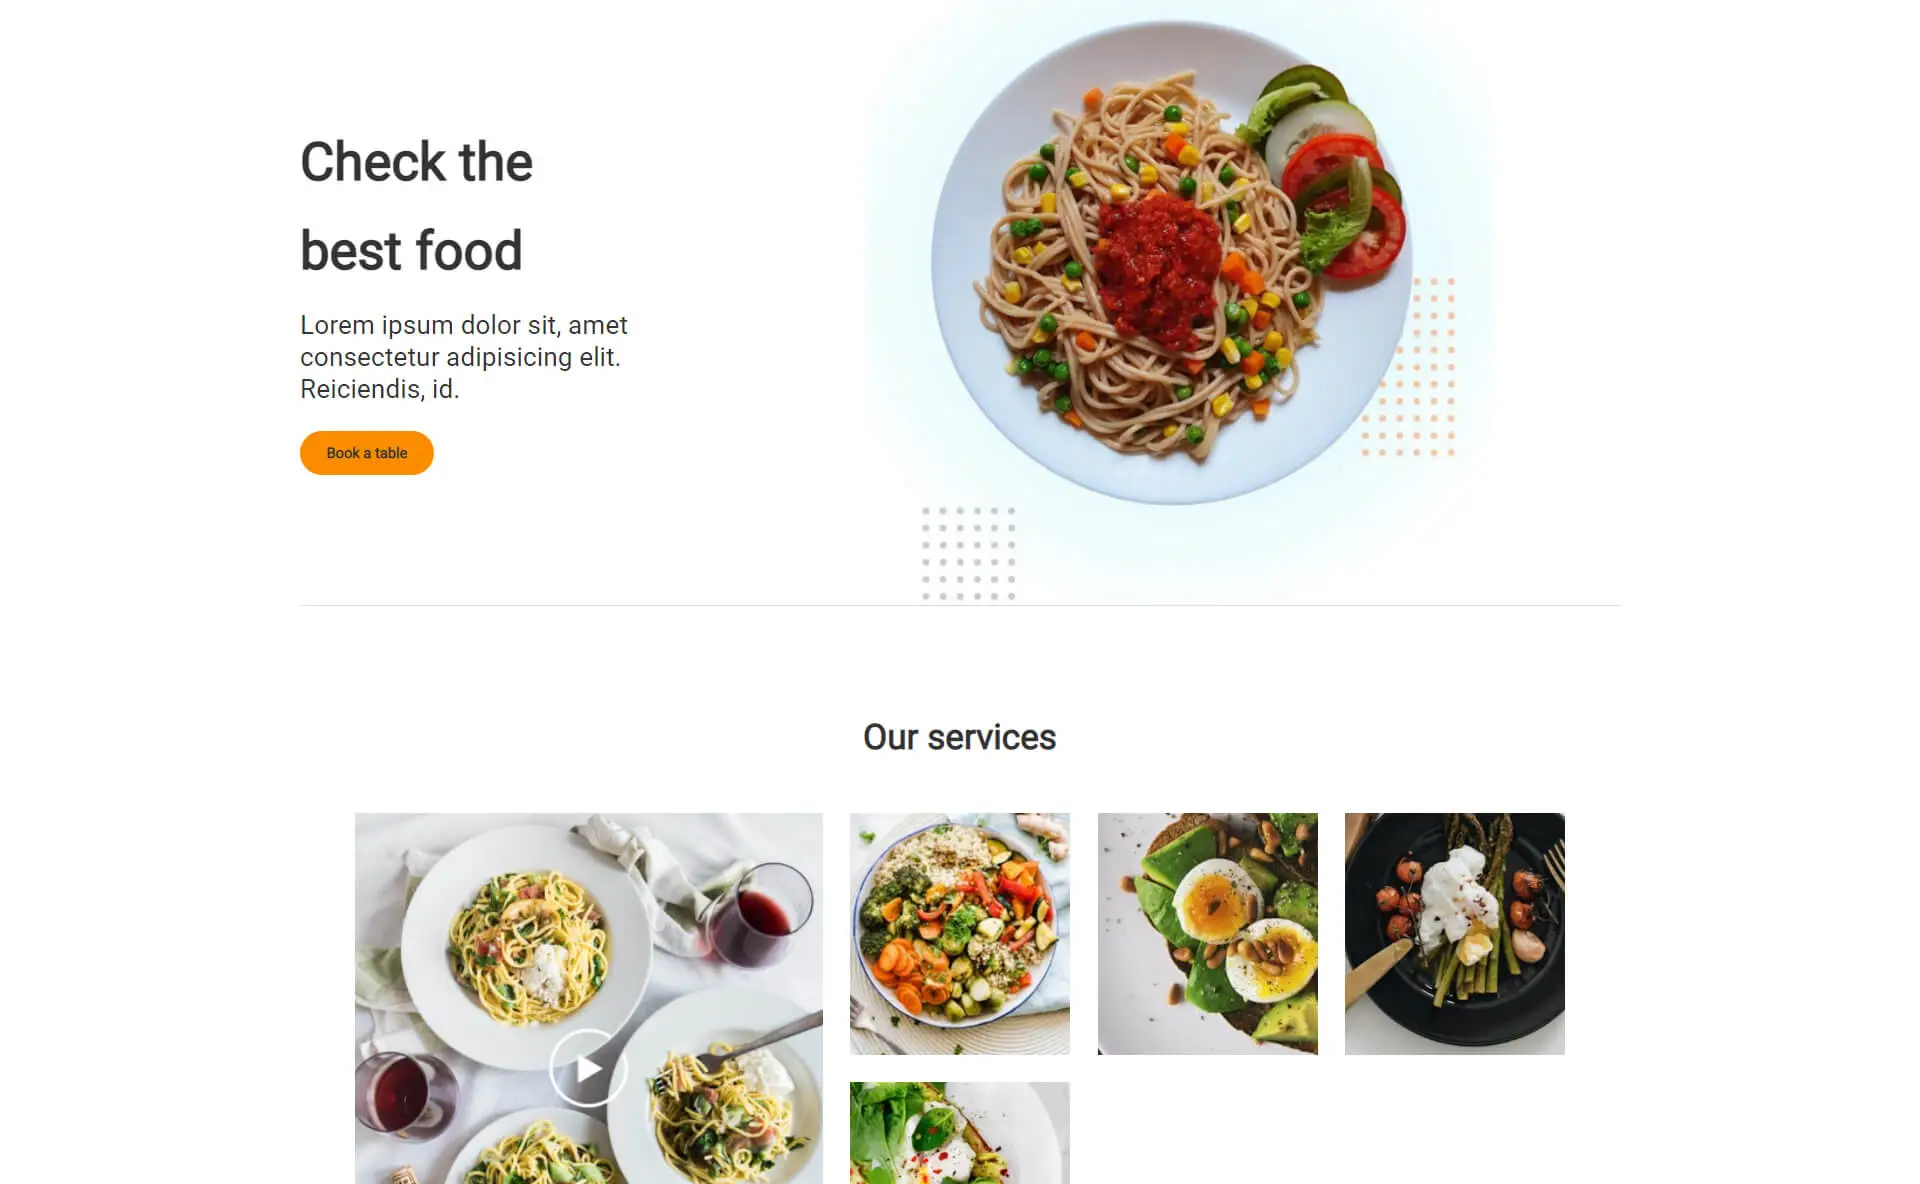 Check the
best food
Lorem ipsum dolor sit, amet
consectetur adipisicing elit.
Reiciendis, id.
Book a table
Our services